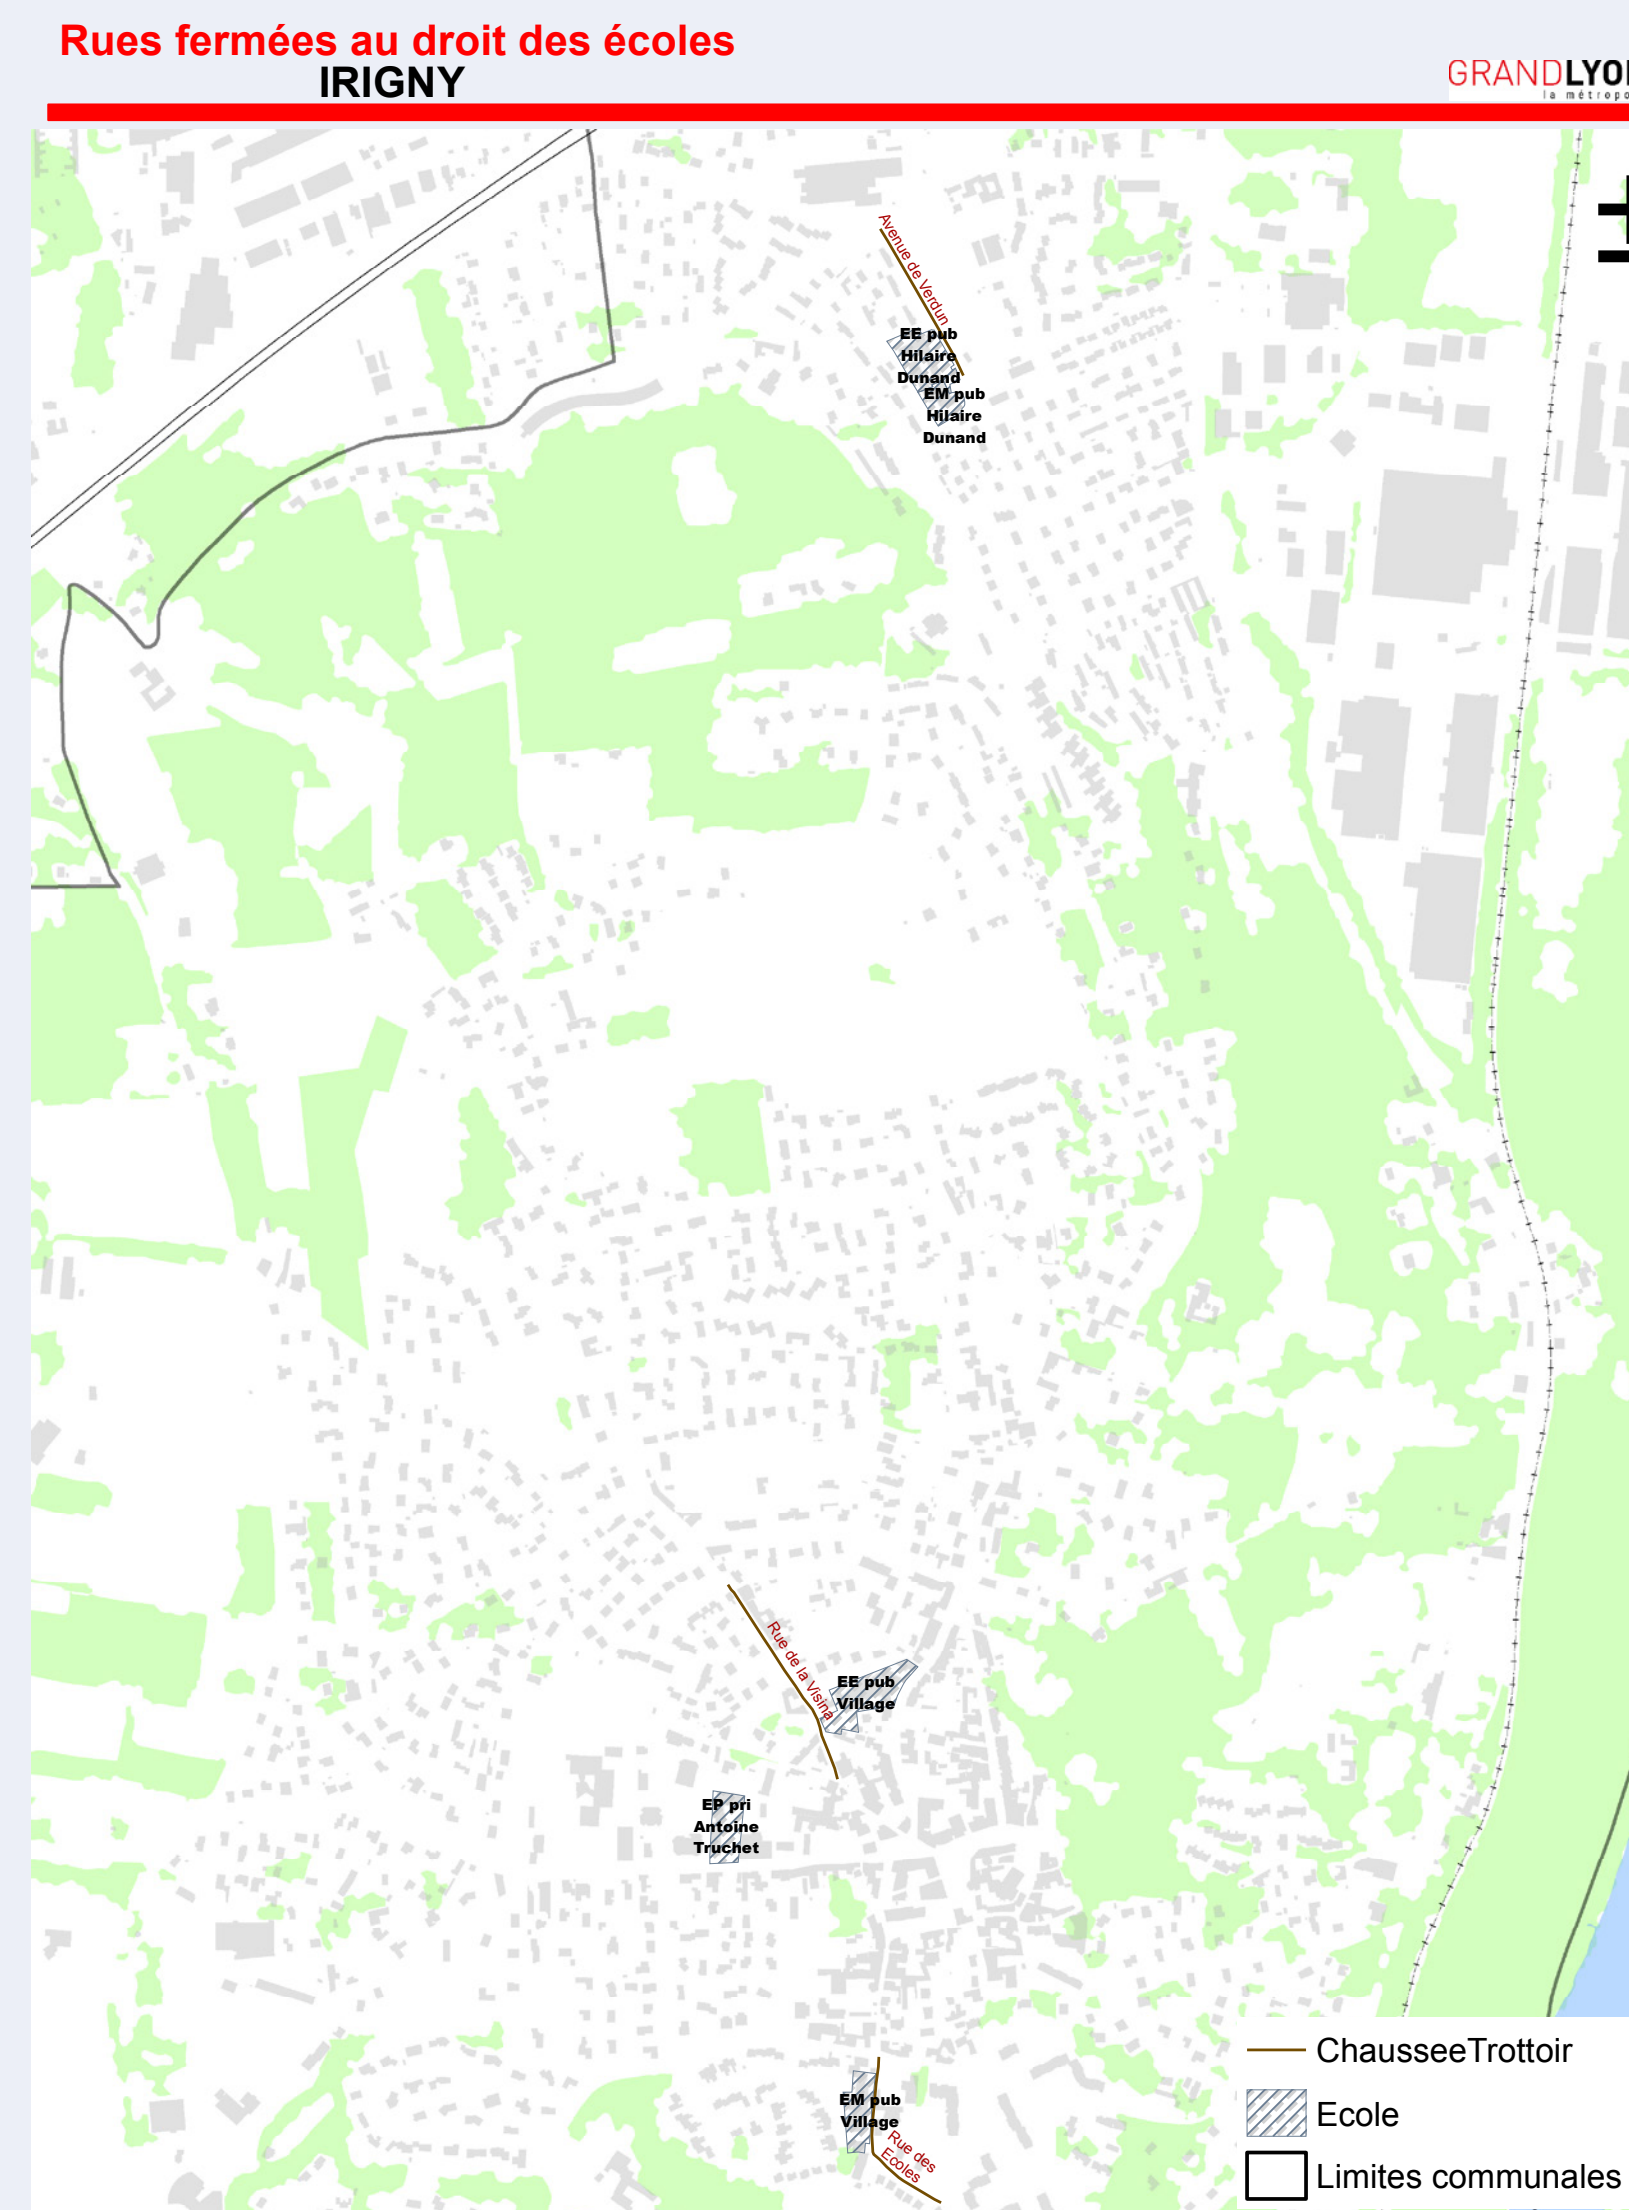 Rues fermées au droit des écoles
IRIGNY
GRANDLYO
la métropo
Avenue de Verdun
EE pub
Hilaire
Dunand
EM pub
Hilaire
Dunand
Rue de la Visina
EE pub
Village
EP pri
Antoine
Truchet
EM pub
Village
Rue des
Ecoles
ChausseeTrottoir
Ecole
Limites communales